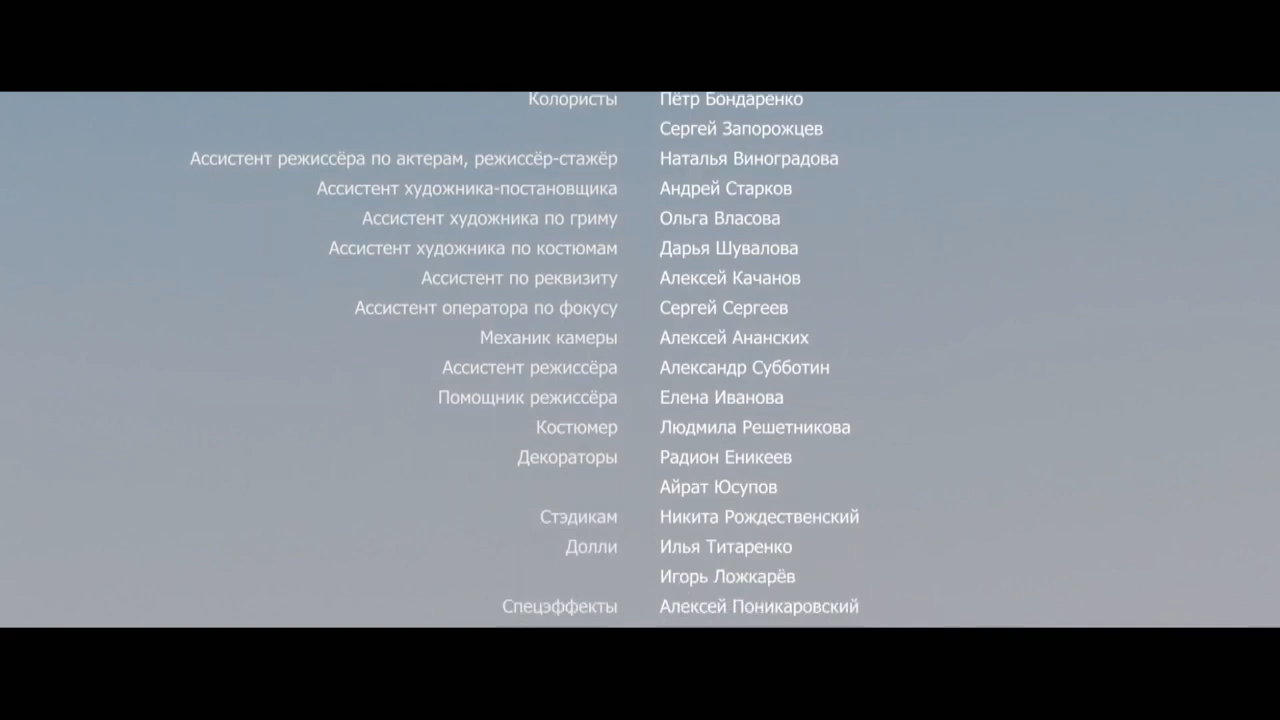 Колористы Пётр Бондаренко
Сергей Запорожцев
Ассистент режиссёра по актерам, режиссёр-стажёр Наталья Виноградова
Ассистент художника-постановщика Андрей Старков
Ассистент художника по гриму Ольга Власова
Ассистент художника по костюмам Дарья Шувалова
Ассистент по реквизиту Алексей Качанов
Ассистент оператора по фокусу Сергей Сергеев
Механик камеры Алексей Ананских
Ассистент режиссёра Александр Субботин
Помощник режиссёра Елена Иванова
Костюмер Людмила Решетникова
Декораторы Радион Еникеев
Айрат Юсупов
Стэдикам Никита Рождественский
Долли Илья Титаренко
Игорь Ложкарёв
Спецэффекты Алексей Поникаровский